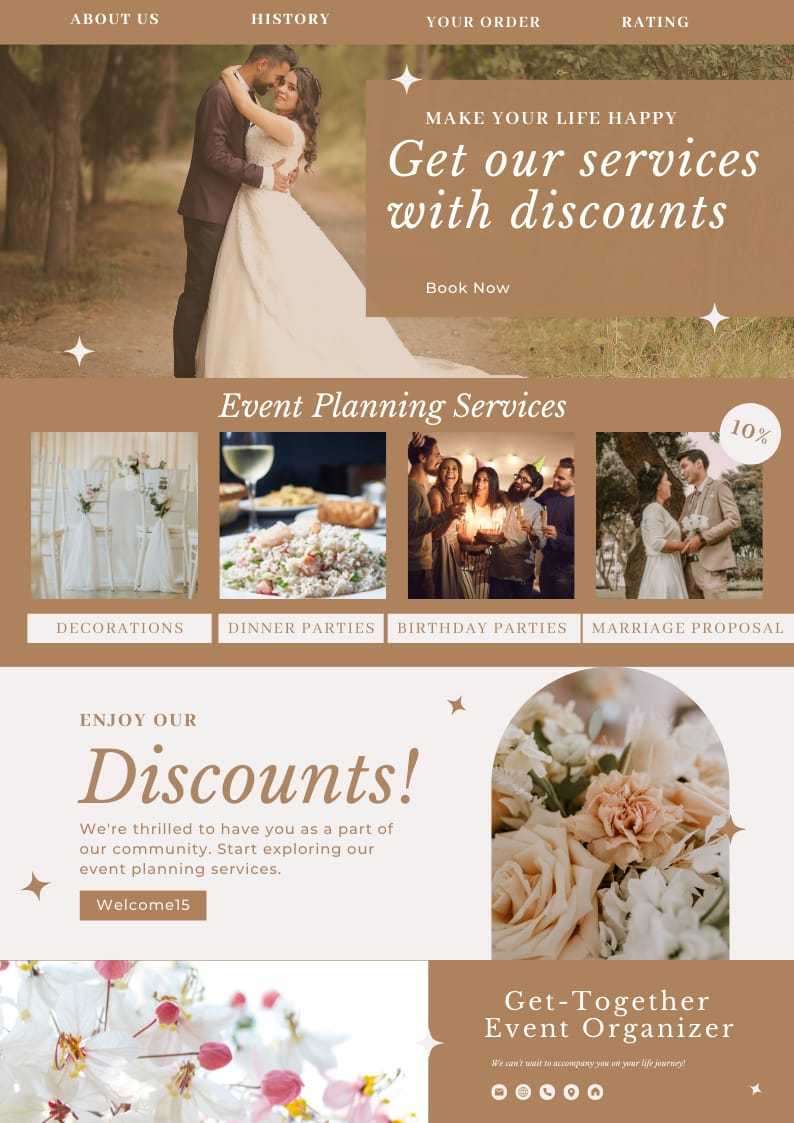 ABOUT US
HISTORY
YOUR ORDER
RATING
MAKE YOUR LIFE HAPPY
Get our services
with discounts
Book Now
Event Planning Services
10%
DECORATIONS
DINNER PARTIES
BIRTHDAY PARTIES
MARRIAGE PROPOSAL
ENJOY OUR
Discounts!
We're thrilled to have you as a part of
our community. Start exploring our
event planning services.
Welcome15
Get-Together
Event Organizer
We can't wait to accompany you on your life journey!